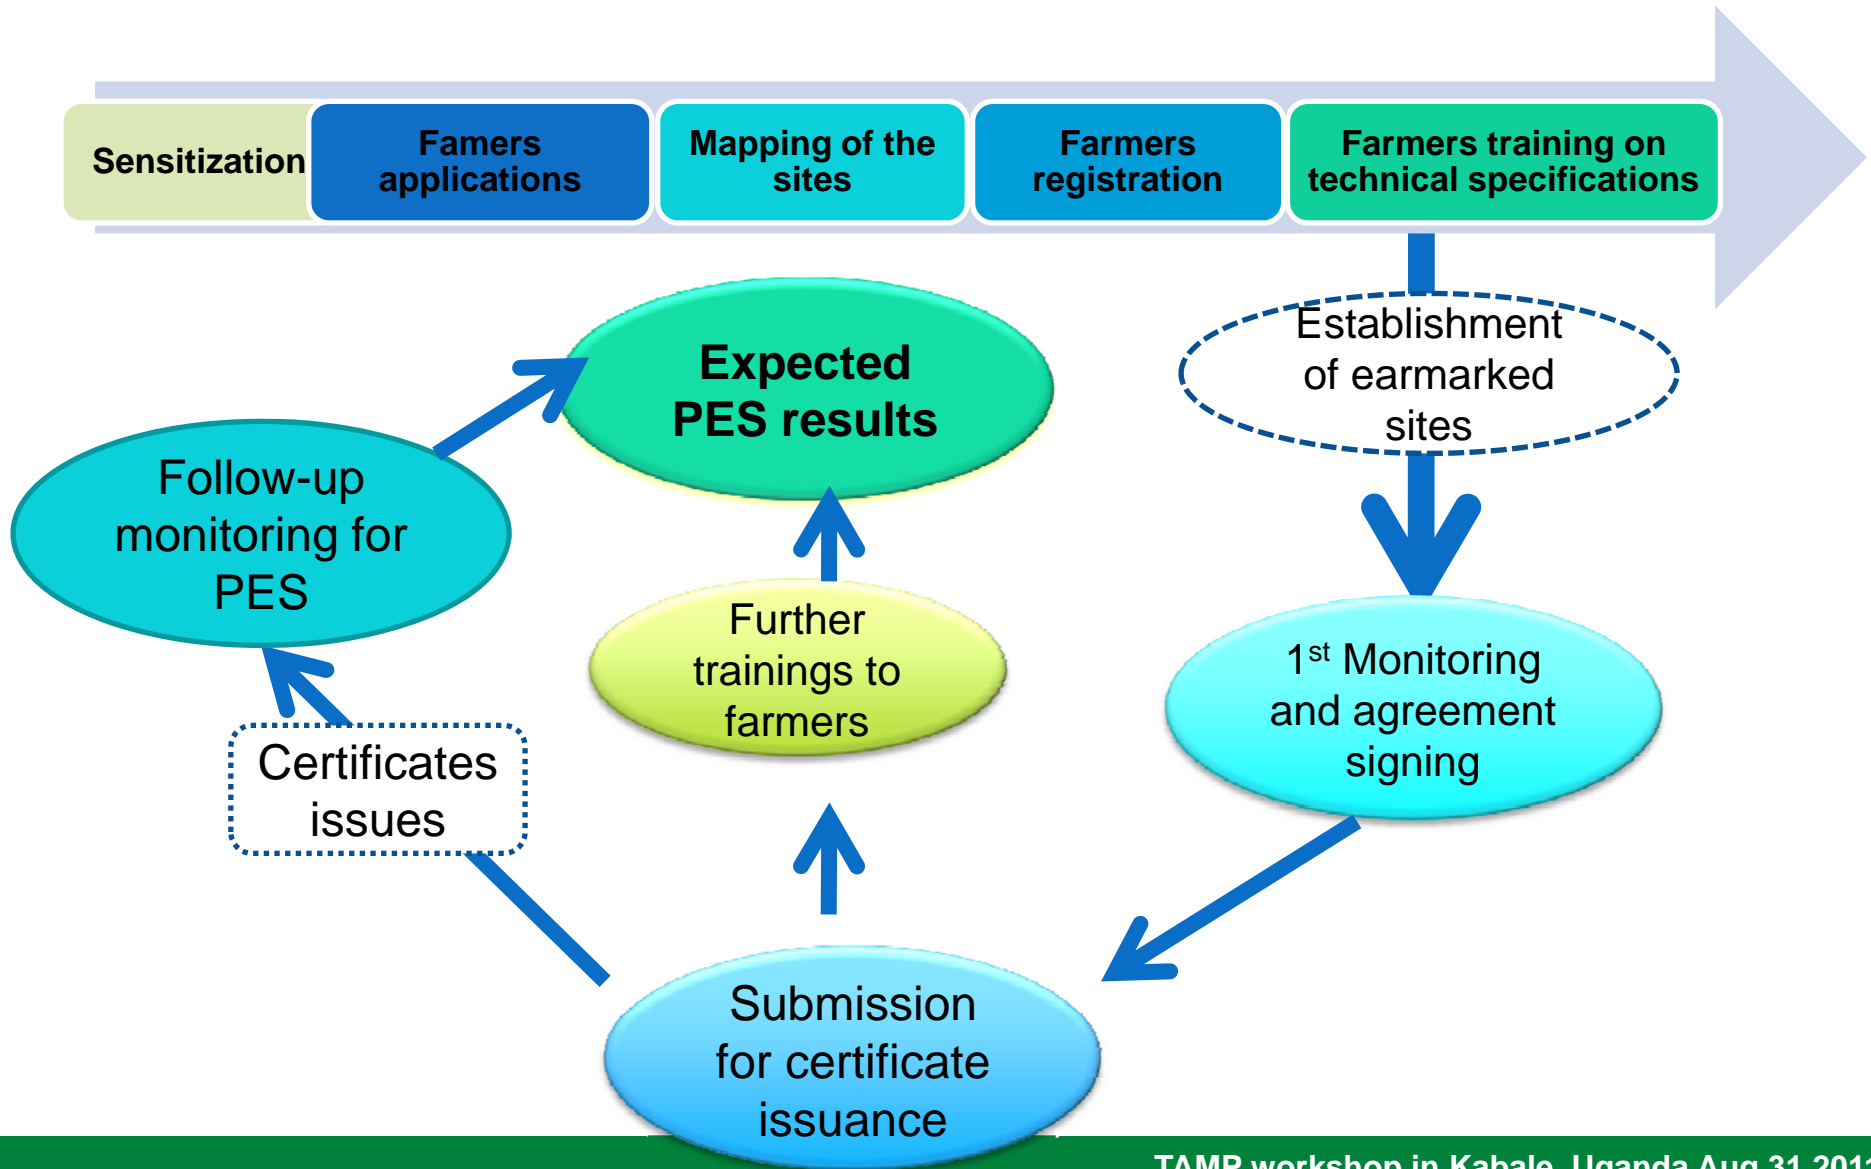 Sensitization
Famers
applications
Mapping of the
sites
Farmers
registration
Farmers training on
technical specifications
Establishment
of earmarked
sites
Expected
PES results
Follow-up
monitoring for
PES
Further
trainings to
farmers
1st Monitoring
and agreement
signing
Certificates
issues
Submission
for certificate
issuance
TAMP workshop in Kabale, Uganda Aug 31 201